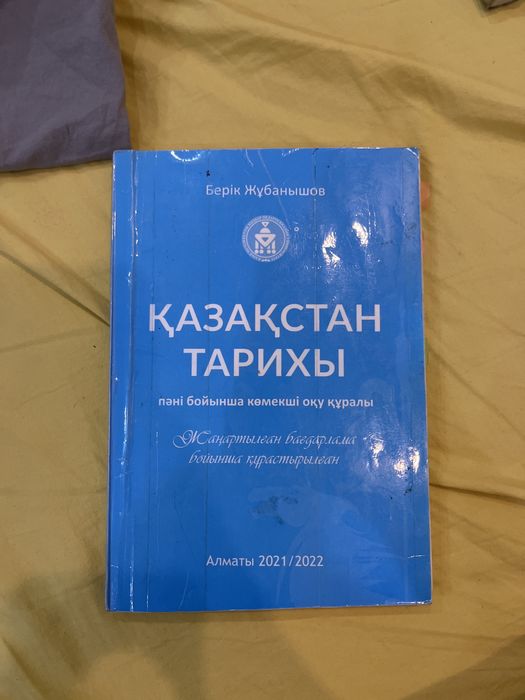 Берік Жұбанышов
ҚАЗАҚСТАН
ТАРИХЫ
пәні бойынша көмекші оқу құралы
Жаңартылған бағдарлама
бойынша құрастырылған
Алматы 2021/2022